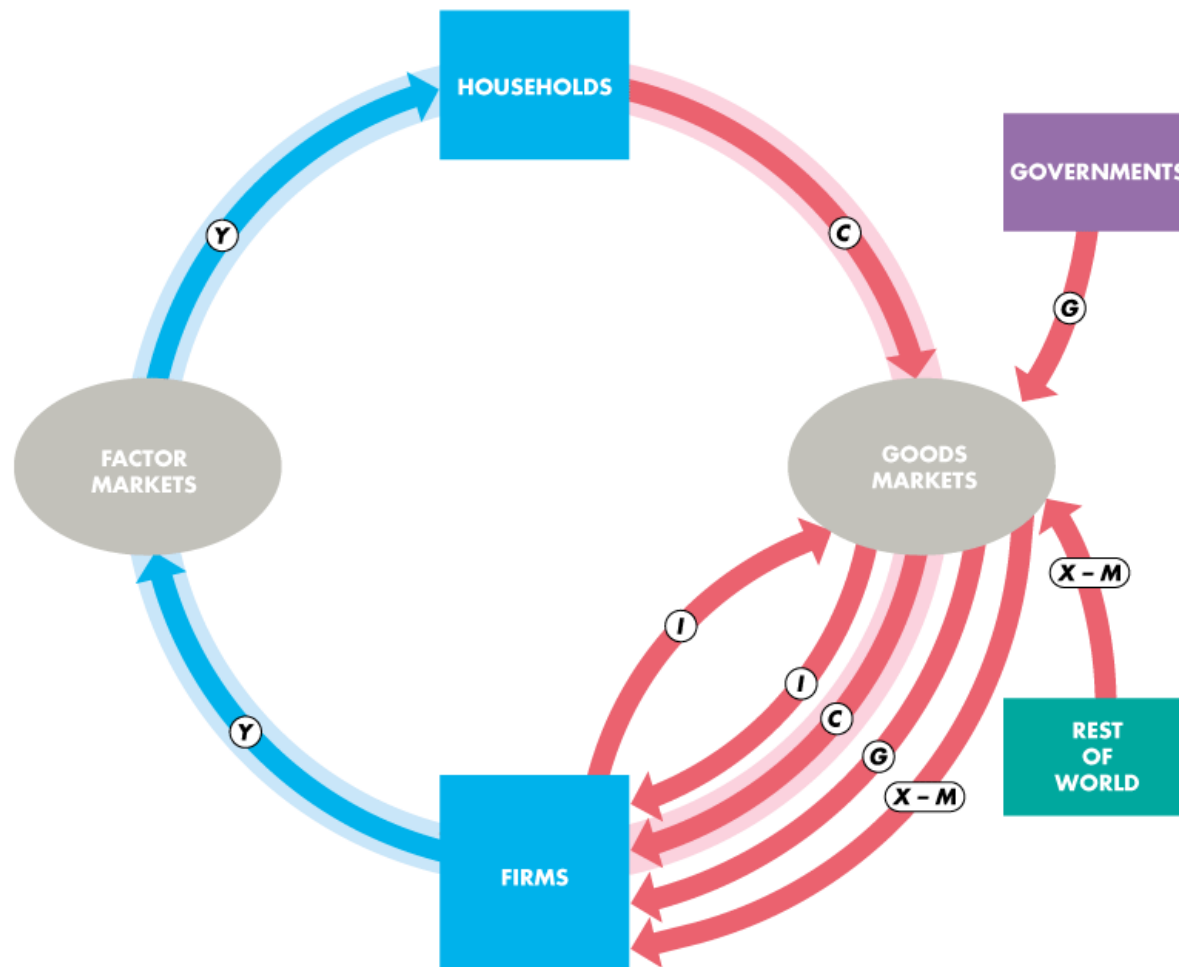 HOUSEHOLDS
GOVERNMENTS
Y
C
G
FACTOR
MARKETS
GOODS
MARKETS
X – M
I
I
C
G
Y
X – M
REST
OF
WORLD
FIRMS